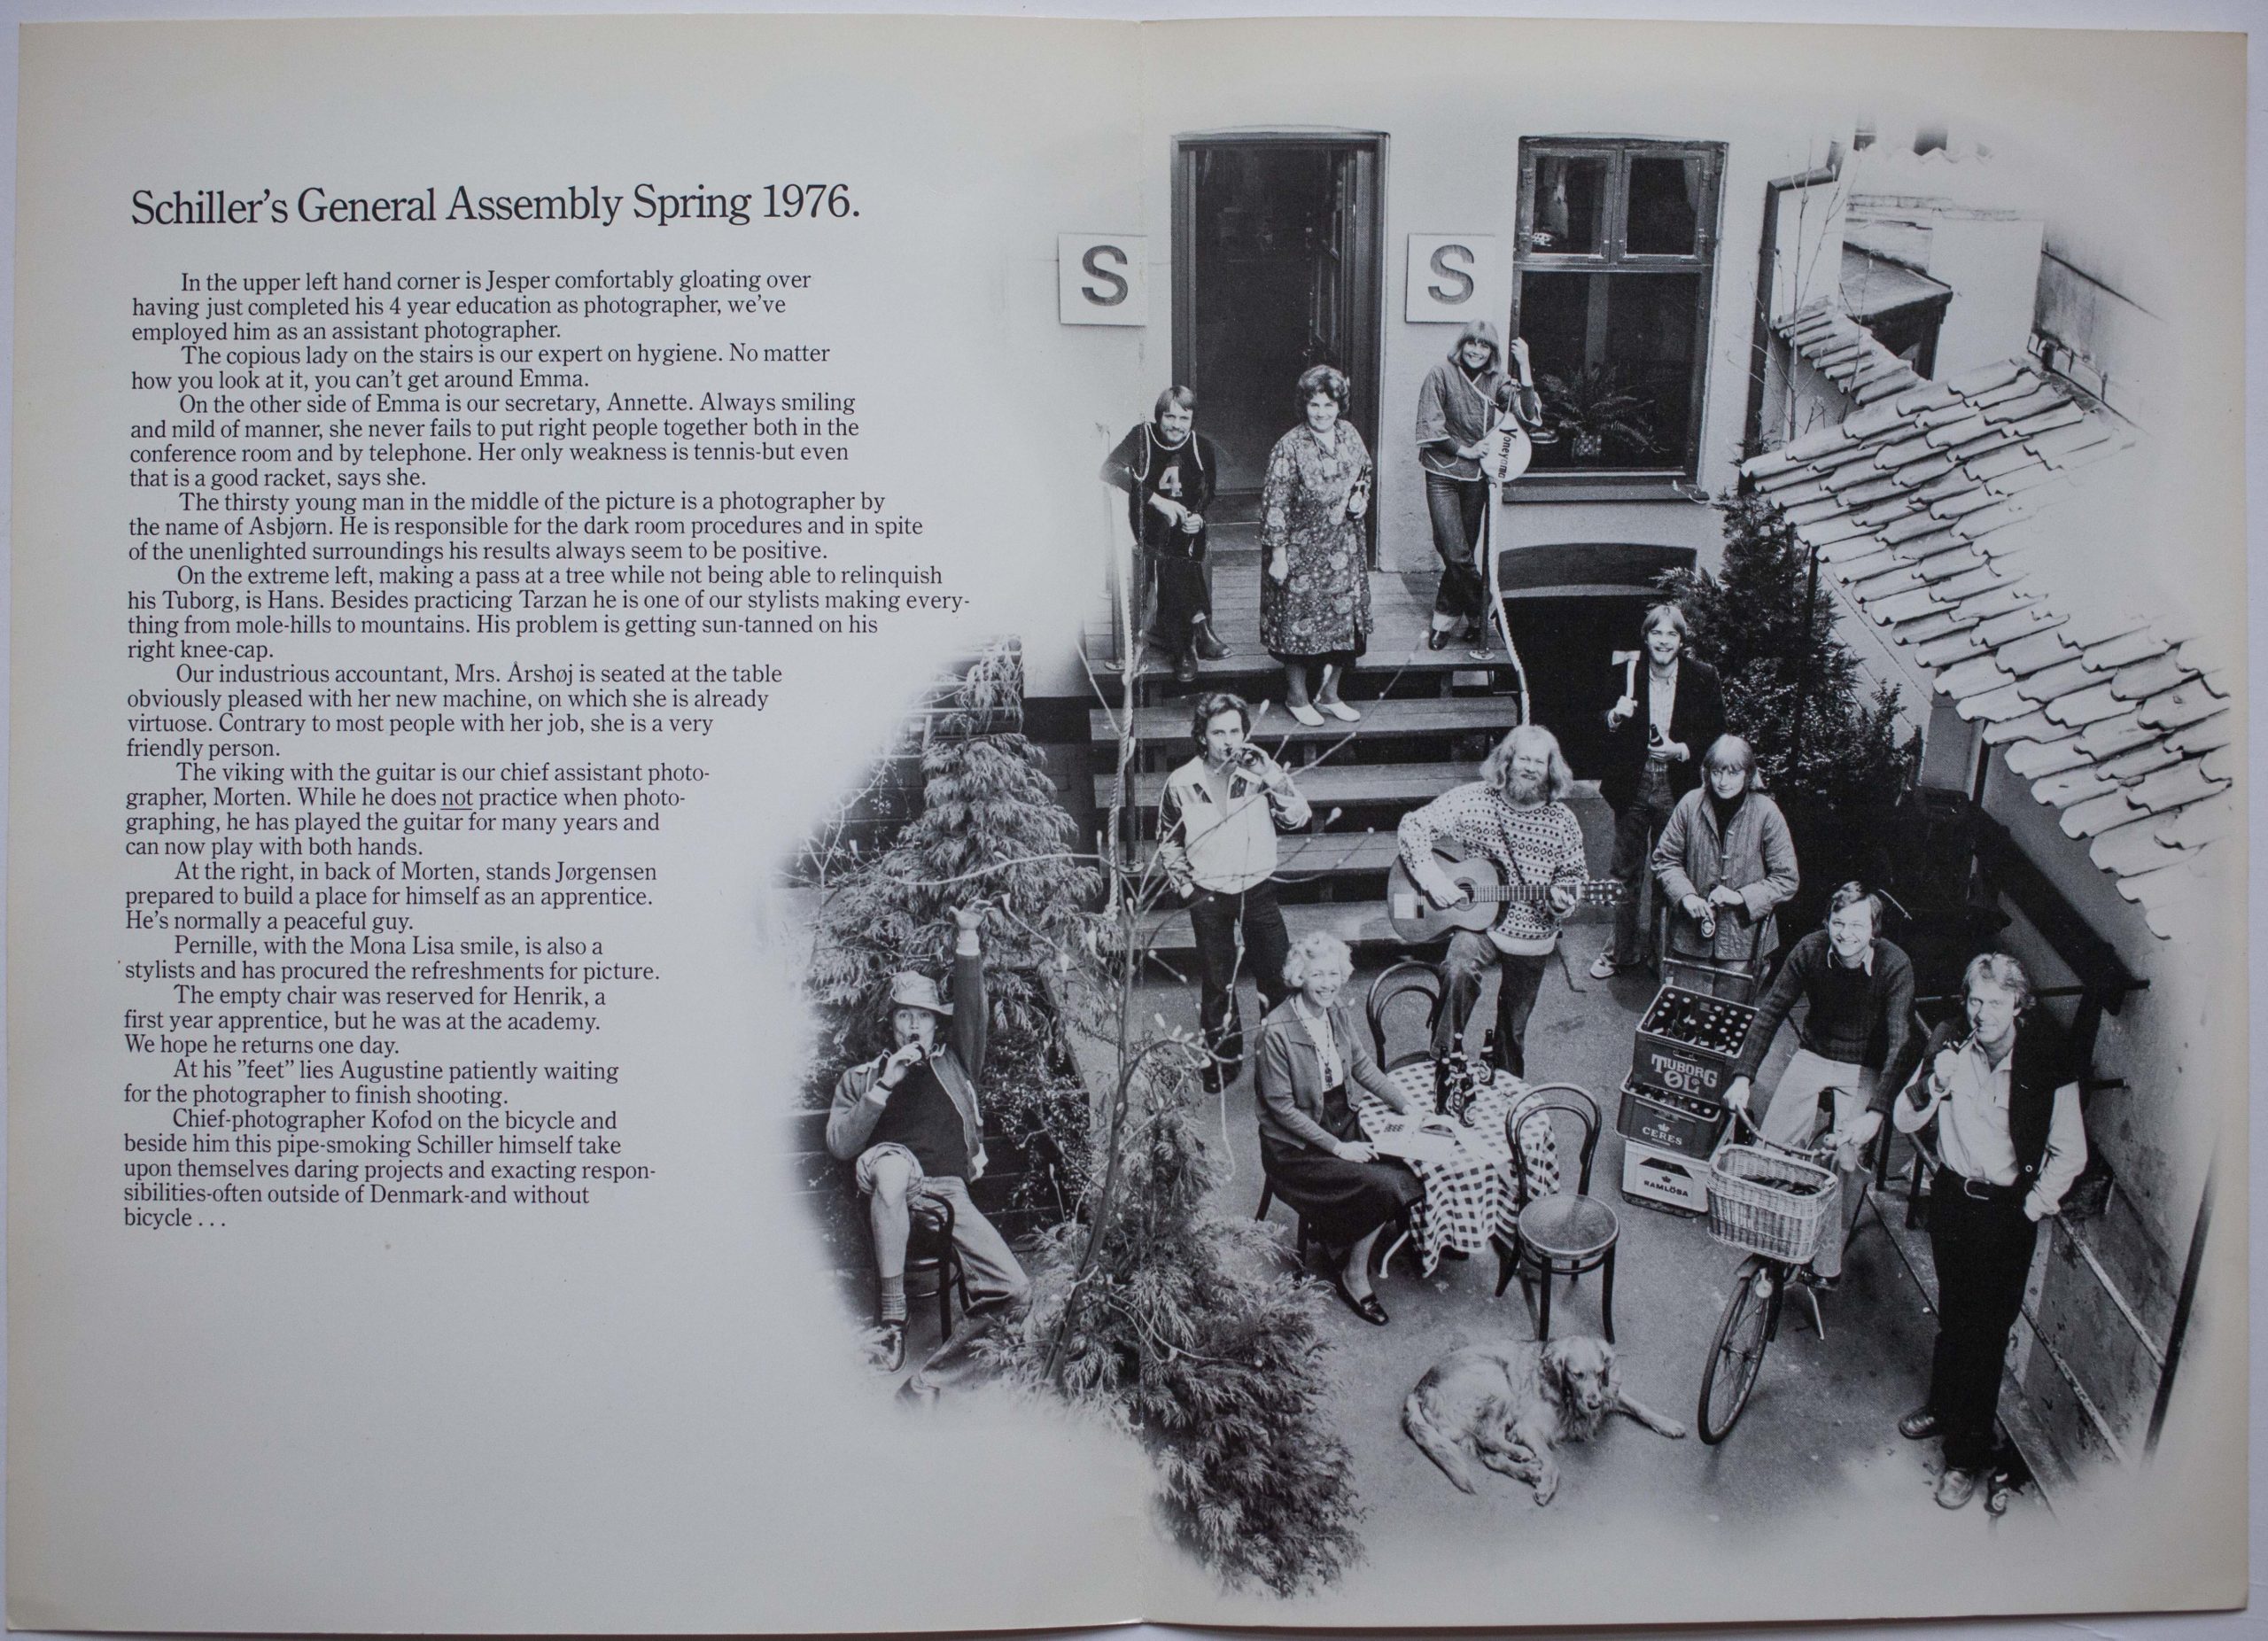 Schiller's General Assembly Spring 1976.
In the upper left hand corner is Jesper comfortably gloating over
having just completed his 4 year education as photographer, we've
employed him as an assistant photographer.
The copious lady on the stairs is our expert on hygiene. No matter
how you look at it, you can't get around Emma.
On the other side of Emma is our secretary, Annette. Always smiling
and mild of manner, she never fails to put right people together both in the
conference room and by telephone. Her only weakness is tennis-but even
that is a good racket, says she.
The thirsty young man in the middle of the picture is a photographer by
the name of Asbjørn. He is responsible for the dark room procedures and in spite
of the unenlighted surroundings his results always seem to be positive.
On the extreme left, making a pass at a tree while not being able to relinquish
his Tuborg, is Hans. Besides practicing Tarzan he is one of our stylists making every-
thing from mole-hills to mountains. His problem is getting sun-tanned on his
right knee-cap.
Our industrious accountant, Mrs. Årshøj is seated at the table
obviously pleased with her new machine, on which she is already
virtuose. Contrary to most people with her job, she is a very
friendly person.
The viking with the guitar is our chief assistant photo-
grapher, Morten. While he does not practice when photo-
graphing, he has played the guitar for many years and
can now play with both hands.
At the right, in back of Morten, stands Jørgensen
prepared to build a place for himself as an apprentice.
He's normally a peaceful guy.
Pernille, with the Mona Lisa smile, is also a
stylists and has procured the refreshments for picture.
The empty chair was reserved for Henrik, a
first year apprentice, but he was at the academy.
We hope he returns one day.
At his "feet" lies Augustine patiently waiting
for the photographer to finish shooting.
Chief-photographer Kofod on the bicycle and
beside him this pipe-smoking Schiller himself take
upon themselves daring projects and exacting respon-
sibilities-often outside of Denmark-and without
bicycle . . .
S
S
4
Yoneyama
TUBORG
ØL
CERES
RAMLÖSA